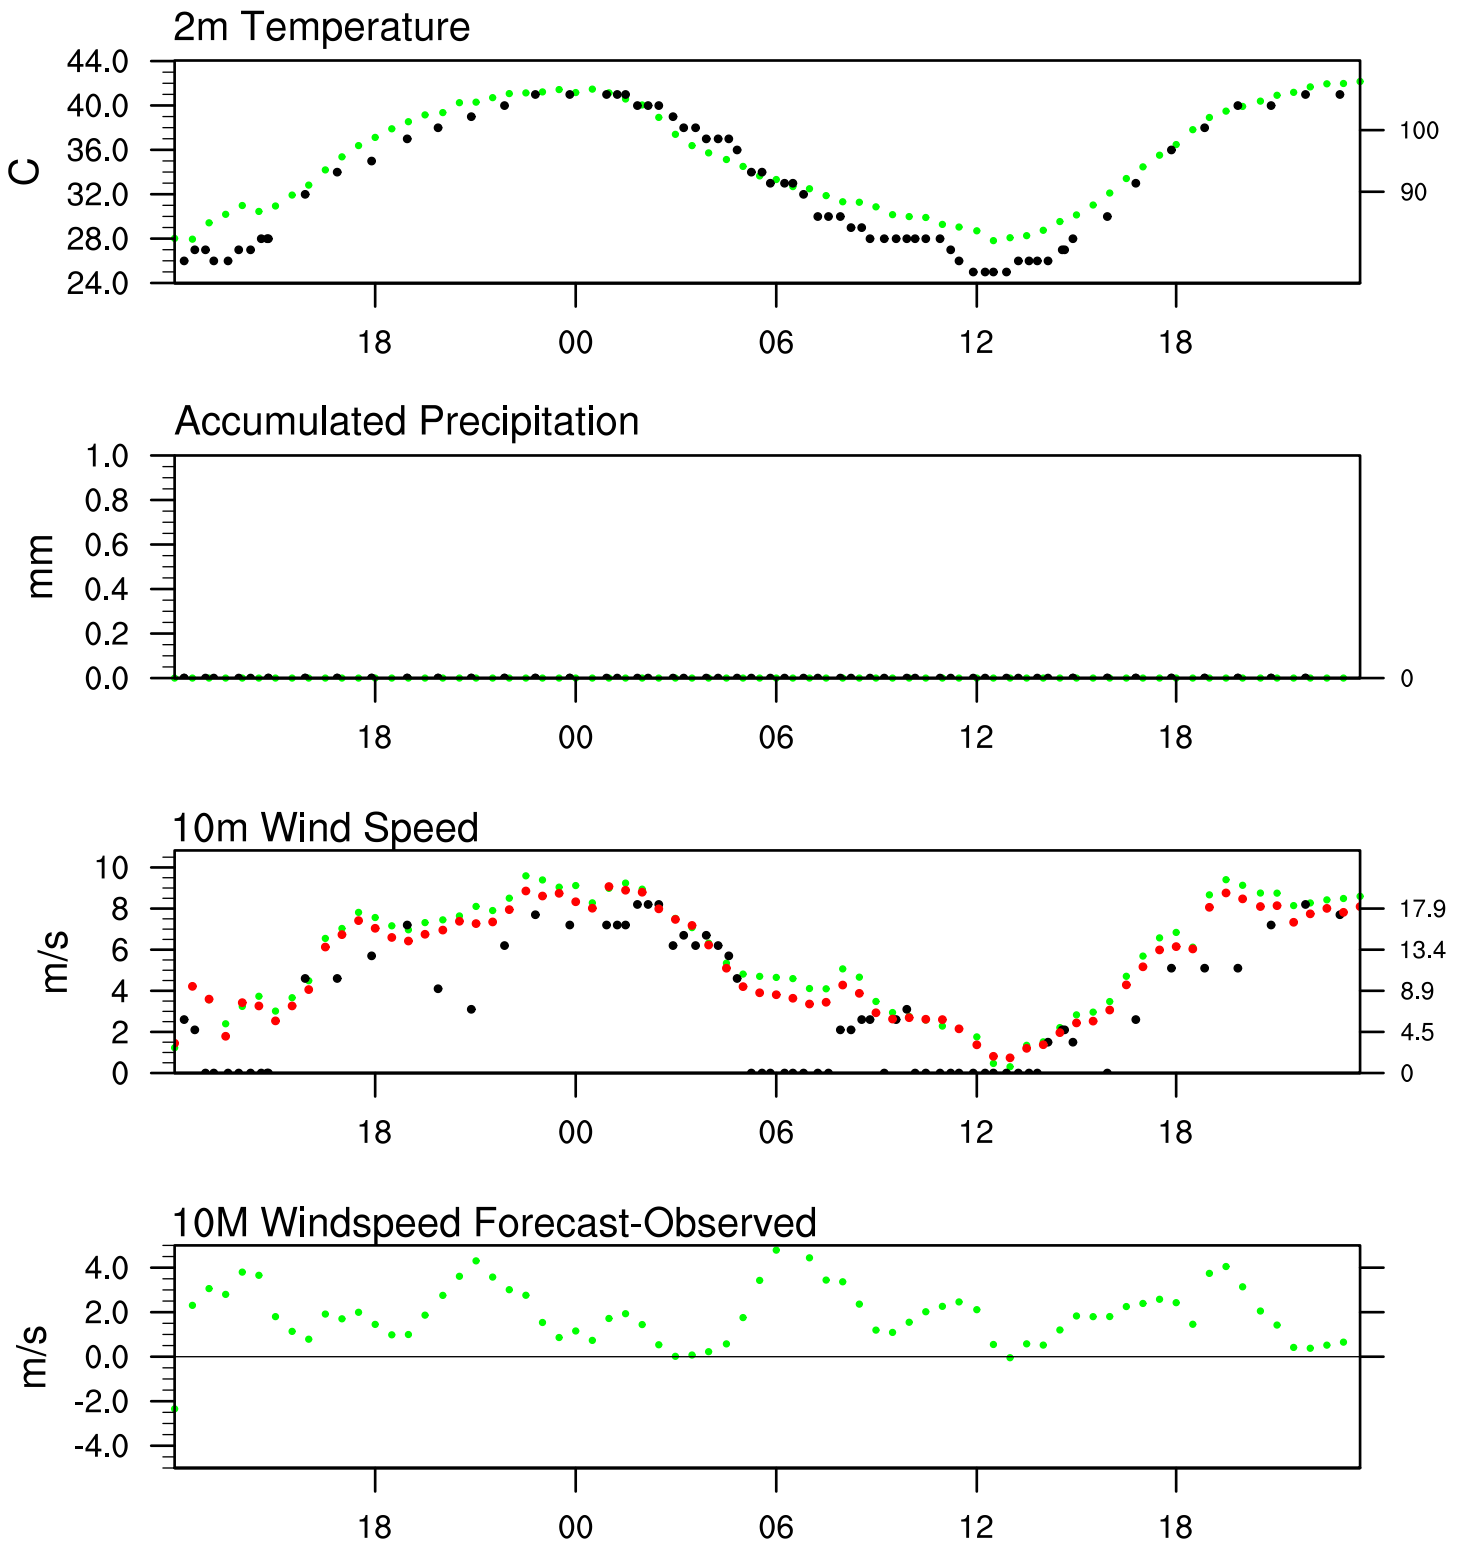 2m Temperature
44.0
40.0
36.0
32.0
28.0
24.0
C
100
90
18 00 06 12 18
Accumulated Precipitation
1.0
0.8
0.6
0.4
0.2
0.0
mm
0
18 00 06 12 18
10m Wind Speed
10
8
6
4
2
0
m/s
17.9
13.4
8.9
4.5
0
18 00 06 12 18
10M Windspeed Forecast-Observed
4.0
2.0
0.0
-2.0
-4.0
m/s
18 00 06 12 18